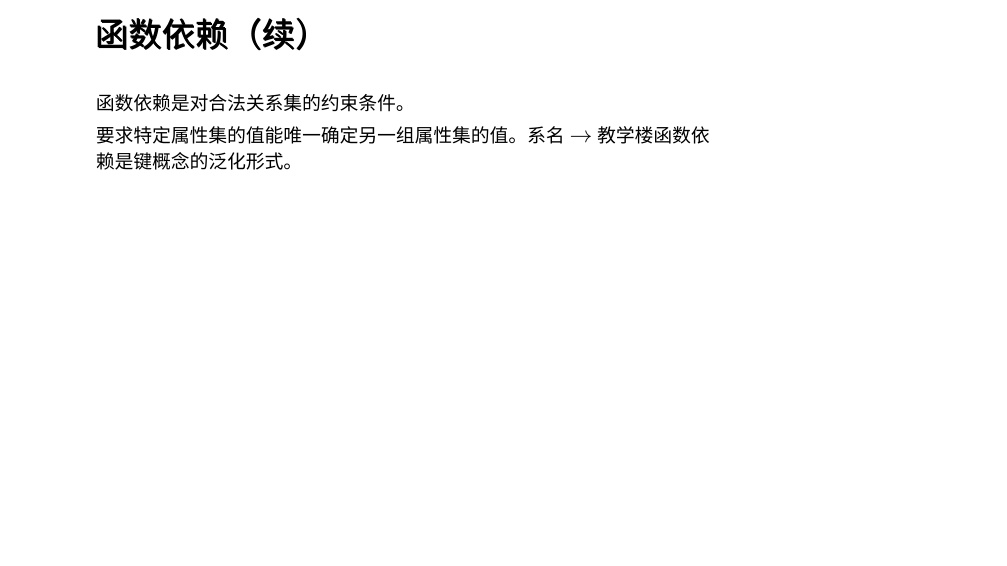 函数依赖（续）
函数依赖是对合法关系集的约束条件。
要求特定属性集的值能唯一确定另一组属性集的值。系名 → 教学楼函数依
赖是键概念的泛化形式。